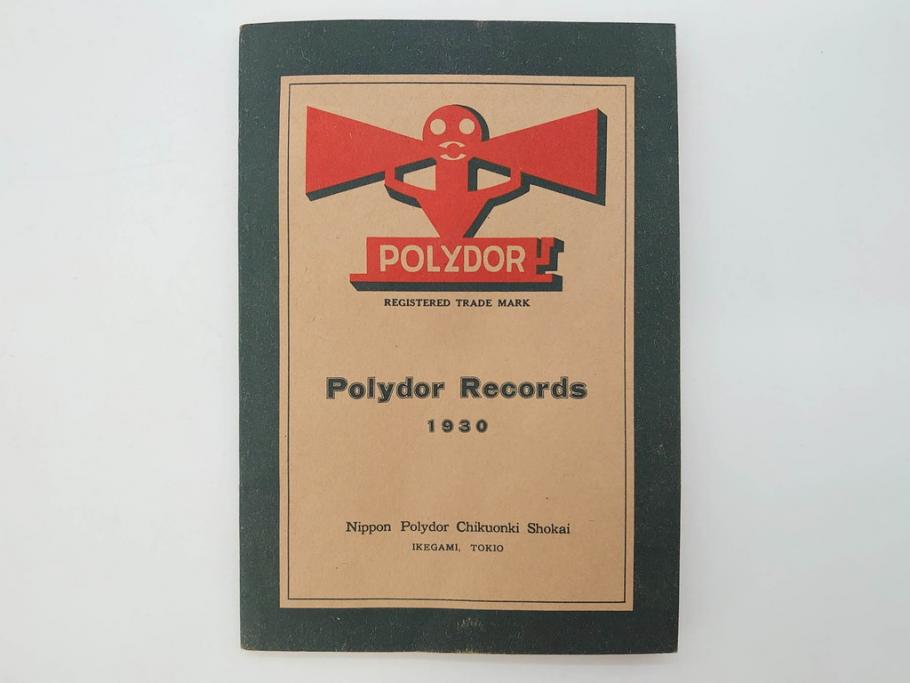 POLYDOR
REGISTERED TRADE MARK
Polydor Records
1930
Nippon Polydor Chikuonki Shokai
IKEGAMI, TOKIO